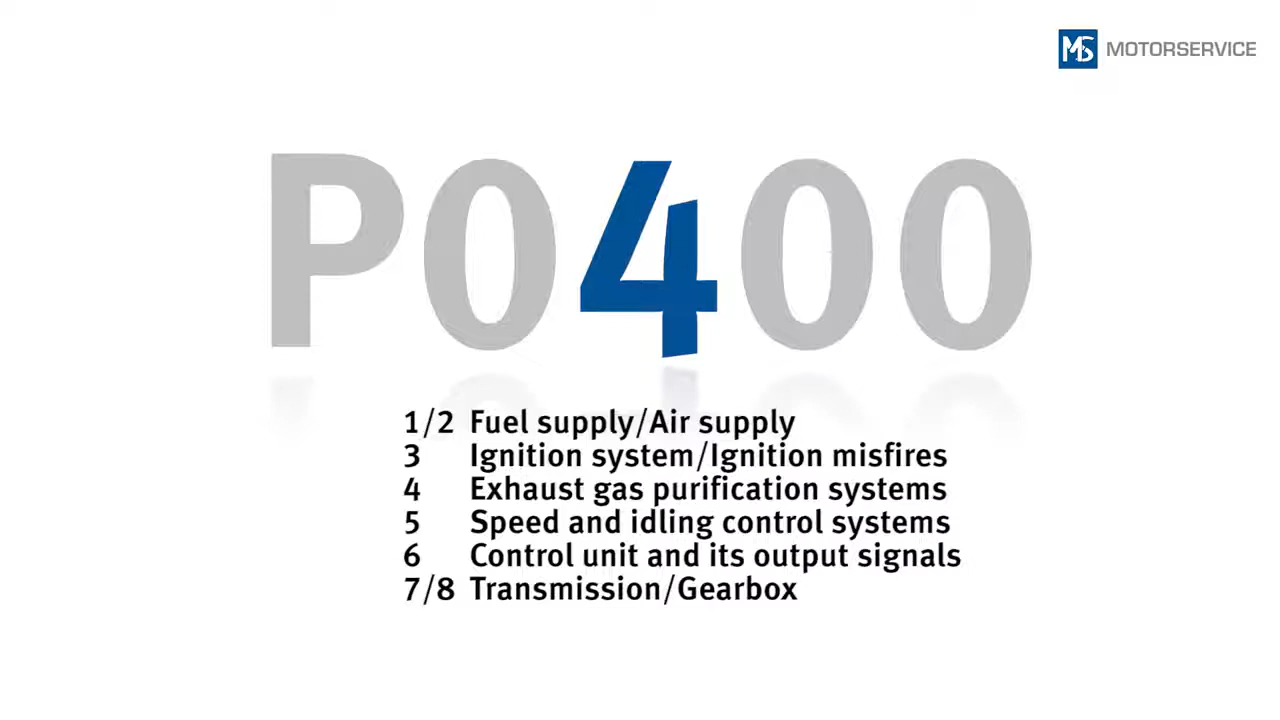 MS MOTORSERVICE
P0400
1/2 Fuel supply/Air supply
3 Ignition system/Ignition misfires
4 Exhaust gas purification systems
5 Speed and idling control systems
6 Control unit and its output signals
7/8 Transmission/Gearbox